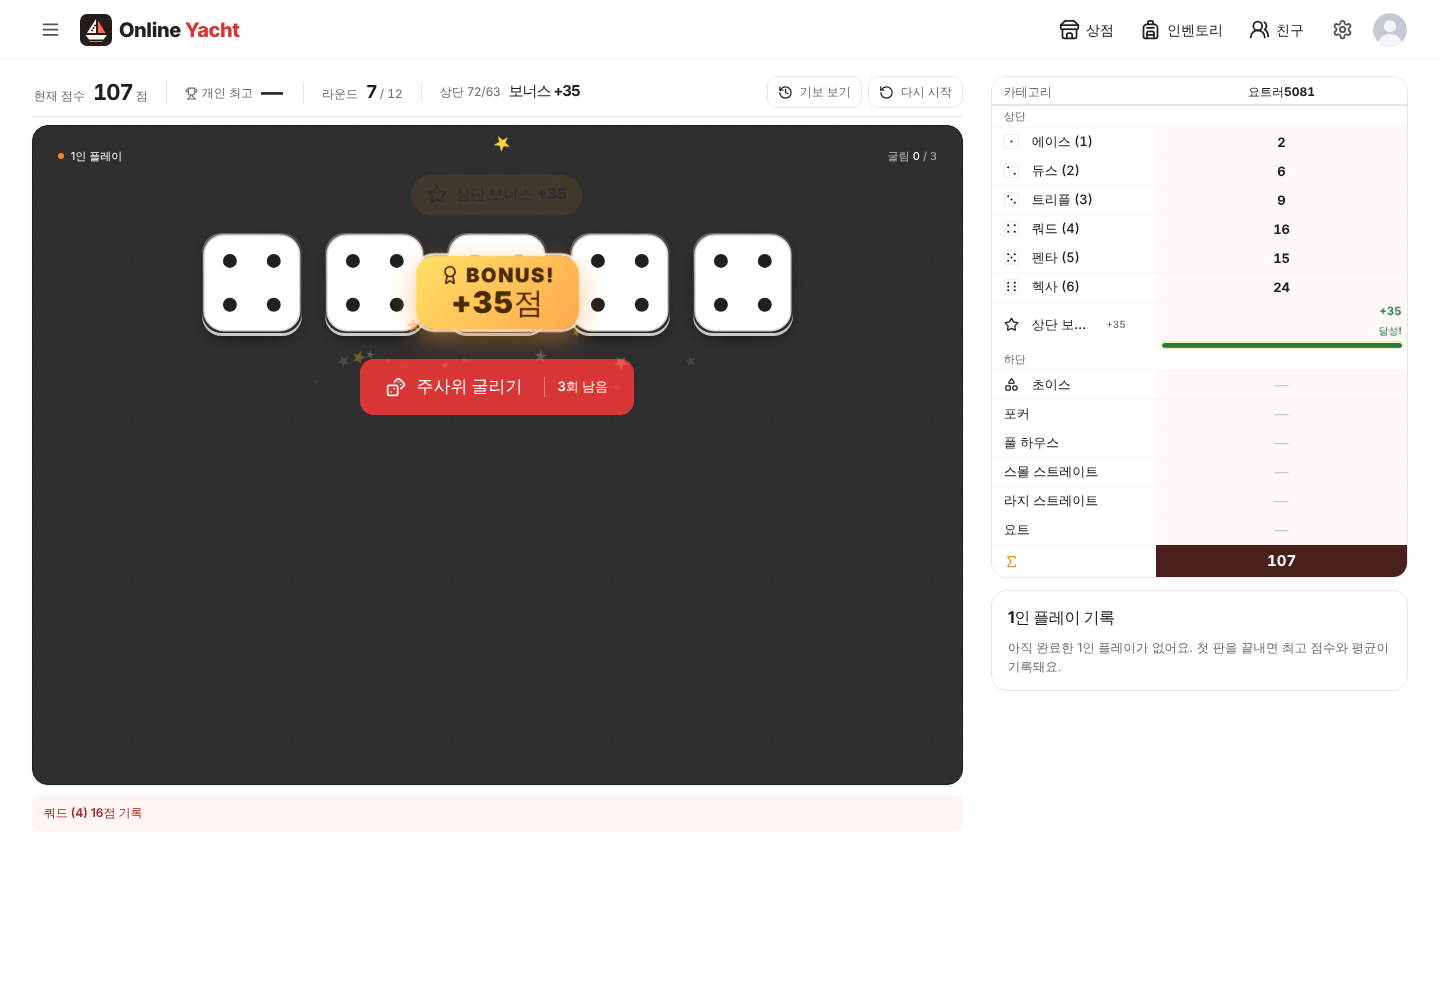 Online Yacht
상점
인벤토리
친구
현재 점수 107 점
개인 최고 —
라운드 7 / 12
상단 72/63 보너스 +35
기보 보기
다시 시작
1인 플레이
굴림 0 / 3
상단 보너스 +35
BONUS!
+35점
주사위 굴리기
3회 남음
쿼드 (4) 16점 기록
카테고리 요트러5081
상단
에이스 (1) 2
듀스 (2) 6
트리플 (3) 9
쿼드 (4) 16
펜타 (5) 15
헥사 (6) 24
상단 보... +35 +35
달성!
하단
초이스 —
포커 —
풀 하우스 —
스몰 스트레이트 —
라지 스트레이트 —
요트 —
Σ 107
1인 플레이 기록
아직 완료한 1인 플레이가 없어요. 첫 판을 끝내면 최고 점수와 평균이
기록돼요.